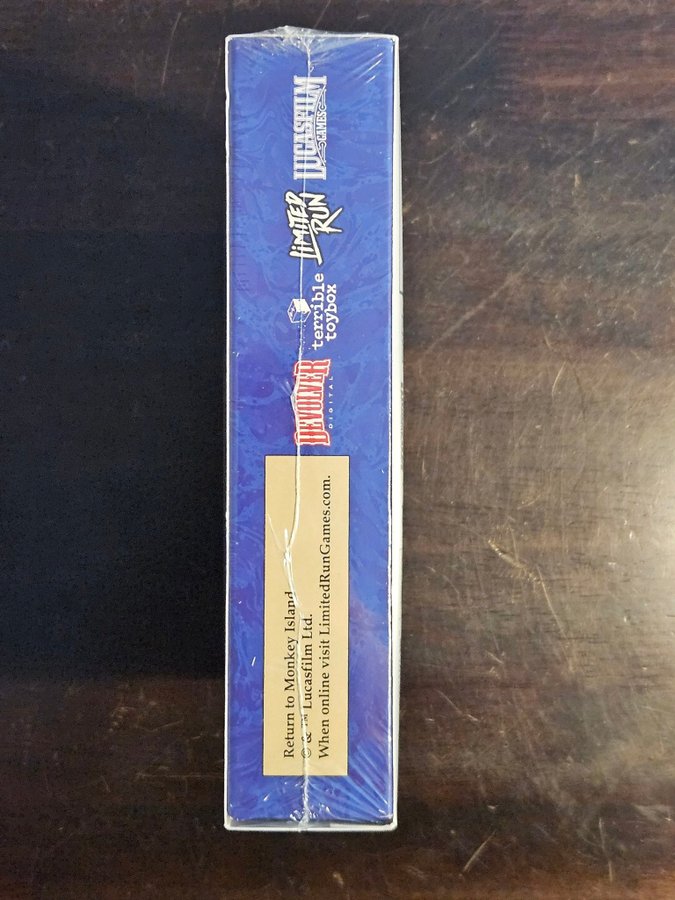 Return to Monkey Island
© & ™ Lucasfilm Ltd.
When online visit LimitedRunGames.com.
DEVOLVER
DIGITAL
terrible
toybox
LIMITED
RUN
LUCASFILM
GAMES